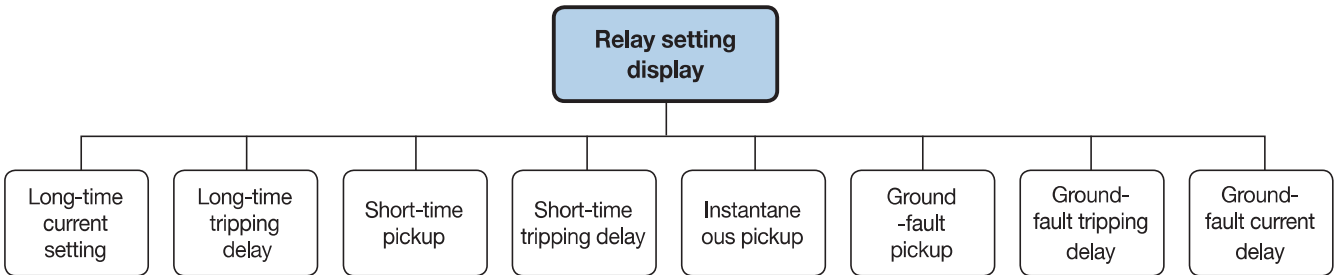 Relay setting
display
Long-time
current
setting
Long-time
tripping
delay
Short-time
pickup
Short-time
tripping delay
Instantane
ous pickup
Ground
-fault
pickup
Ground-
fault tripping
delay
Ground-
fault current
delay